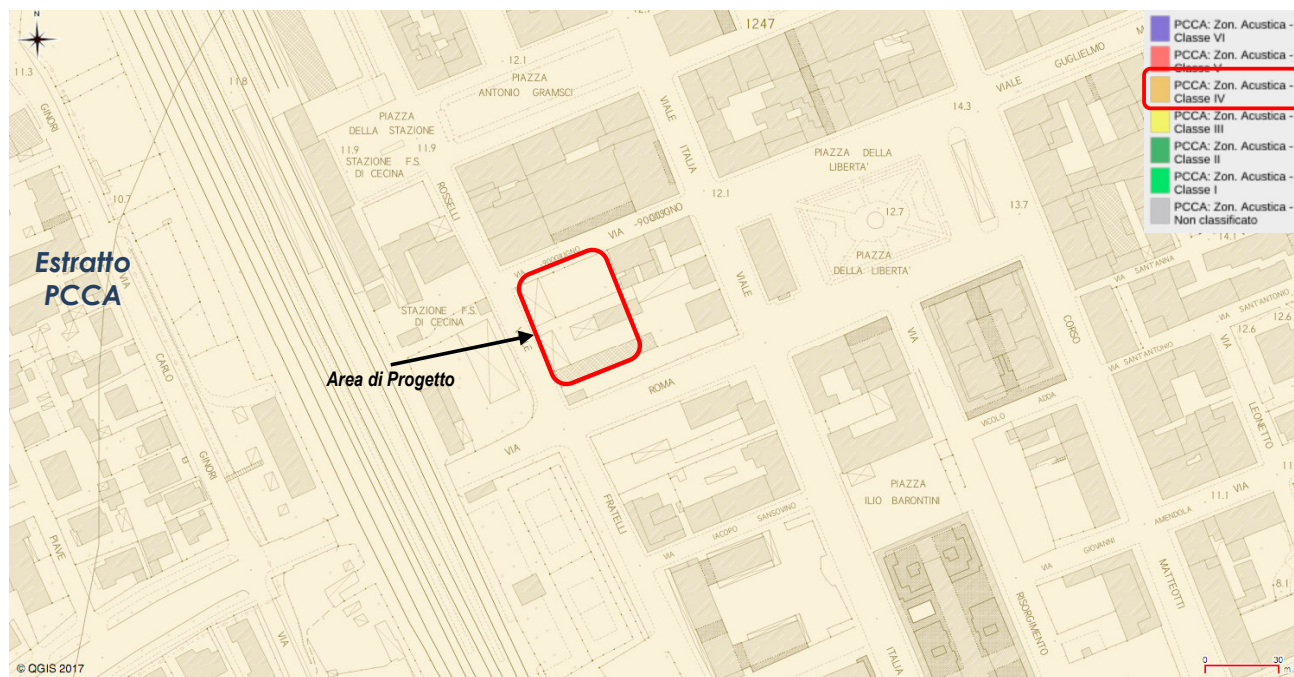 N
12.7
1247
PCCA: Zon. Acustica -
Classe VI
PCCA: Zon. Acustica -
Classe V
PCCA: Zon. Acustica -
Classe IV
PCCA: Zon. Acustica -
Classe III
PCCA: Zon. Acustica -
Classe II
PCCA: Zon. Acustica -
Classe I
PCCA: Zon. Acustica -
Non classificato
11.3
11.8
12.1
PIAZZA
ANTONIO GRAMSCI
VIALE
GUGLIELMO
M
GINORI
PIAZZA
DELLA STAZIONE
11.9
11.9
STAZIONE F.S.
DI CECINA
VIALE
ITALIA
14.3
PIAZZA DELLA
LIBERTA'
ROSSELLI
10.7
12.1
12.7
13.7
14.1
VIA
VIA
Estratto
PCCA
PIAZZA
DELLA LIBERTA'
VIA SANT'ANNA
VIALE
STAZIONE F.S.
DI CECINA
SANT'ANTONIO
12.6
12.6
VIA
CORSO
VIA
VIA SANT'ANTONIO
CARLO
Area di Progetto
ROMA
VICOLO ADDA
LEONETTO
VIA
GINORI
FRATELLI
PIAZZA
ILIO BARONTINI
11.1
VIA
AMENDOLA
GIOVANNI
VIA
VIA IACOPO SANSOVINO
PIAVE
MATTEOTTI
8.1
RISORGIMENTO
VIA
ITALIA
© QGIS 2017
0
30
m.